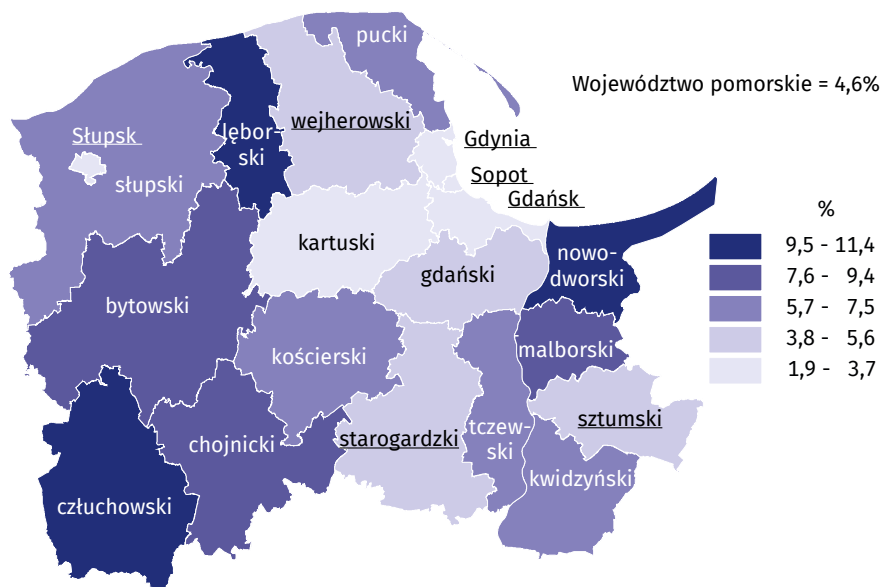 pucki
Województwo pomorskie = 4,6%
wejherowski
lębor-
ski
Słupsk
słupski
Gdynia
Sopot
Gdańsk
kartuski
gdański
nowo-
dworski
%
9,5 - 11,4
7,6 - 9,4
5,7 - 7,5
3,8 - 5,6
1,9 - 3,7
bytowski
kościerski
malborski
chojnicki
starogardzki
tczew-
ski
sztumski
kwidzyński
człuchowski